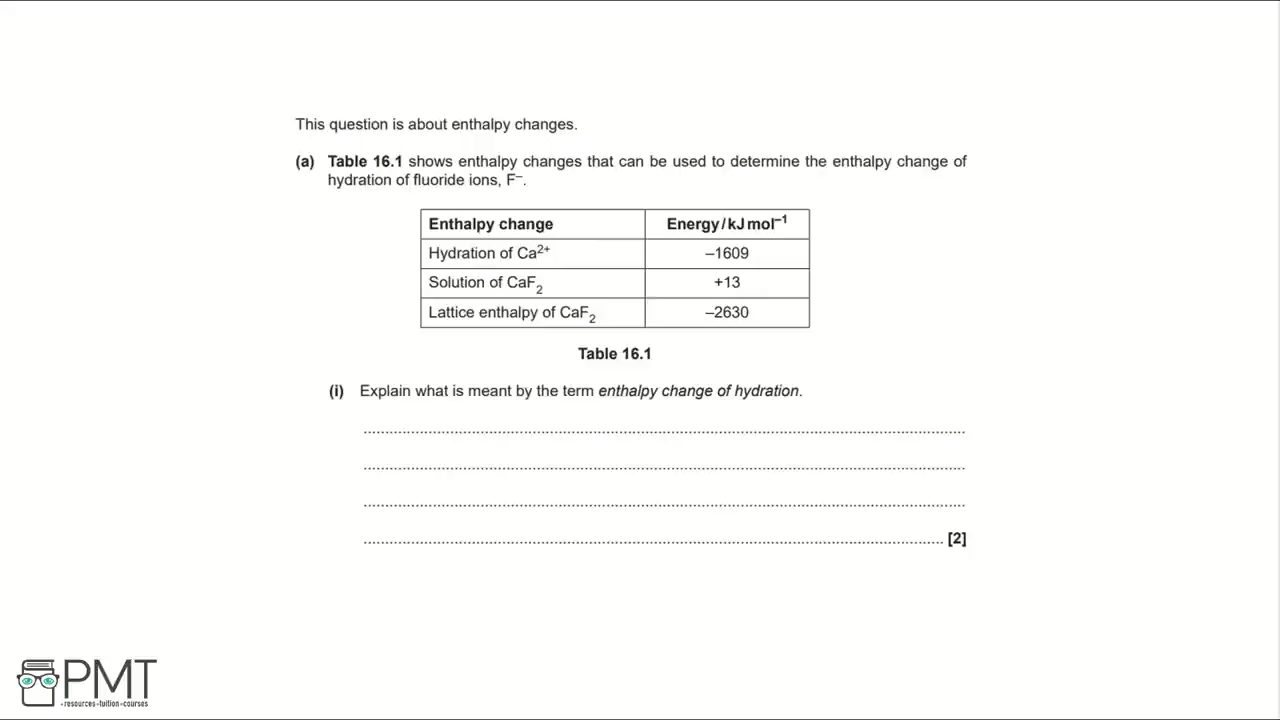 This question is about enthalpy changes.
(a) Table 16.1 shows enthalpy changes that can be used to determine the enthalpy change of
hydration of fluoride ions, F⁻.
Enthalpy change Energy / kJ mol⁻¹
Hydration of Ca²⁺ –1609
Solution of CaF₂ +13
Lattice enthalpy of CaF₂ –2630
Table 16.1
(i) Explain what is meant by the term enthalpy change of hydration.
[2]
PMT
•resources•tuition•courses